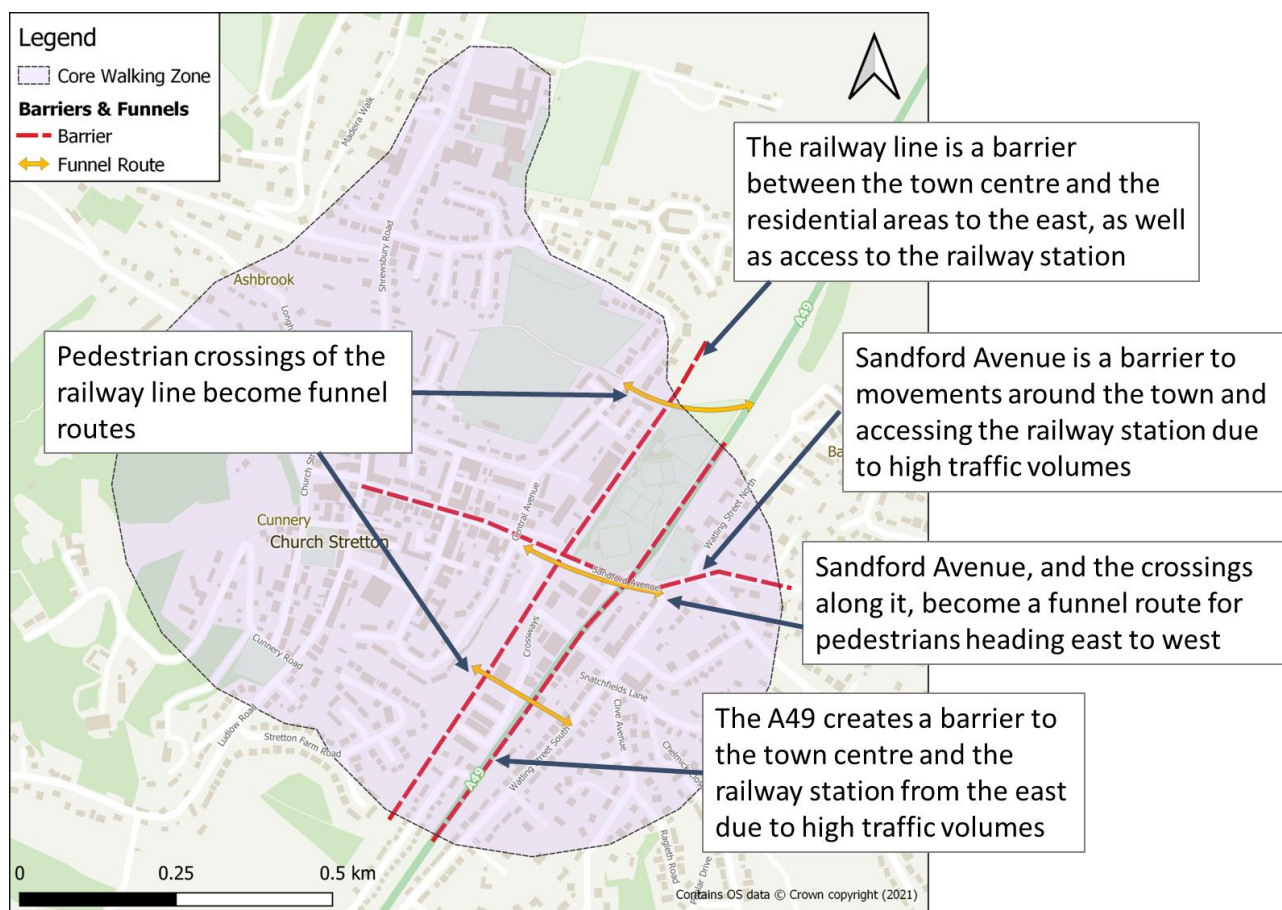 Legend
Core Walking Zone
Barriers & Funnels
Barrier
Funnel Route
The railway line is a barrier
between the town centre and the
residential areas to the east, as well
as access to the railway station
Pedestrian crossings of the
railway line become funnel
routes
Sandford Avenue is a barrier to
movements around the town and
accessing the railway station due
to high traffic volumes
Sandford Avenue, and the crossings
along it, become a funnel route for
pedestrians heading east to west
The A49 creates a barrier to
the town centre and the
railway station from the east
due to high traffic volumes
Madeira Walk
Shrewsbury Road
Ashbrook
A49
Church St
Central Avenue
Watling Street North
Cunnery
Church Stretton
Sandford Avenue
Crossways
Cunnery Road
Snatchfields Lane
Clive Avenue
Ludlow Road
Stretton Farm Road
Watling Street South
A49
Ragleth Road
0 0.25 0.5 km
Contains OS data © Crown copyright (2021)